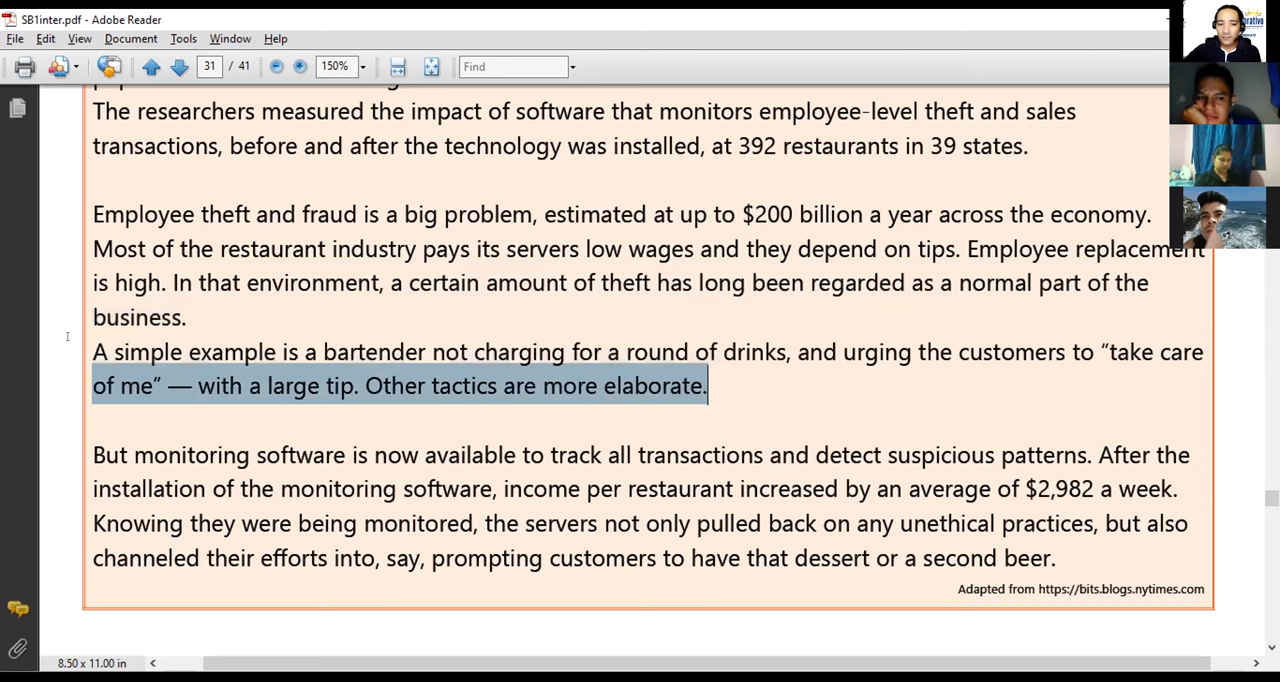 SB1inter.pdf - Adobe Reader
File Edit View Document Tools Window Help
31 / 41 150% Find
The researchers measured the impact of software that monitors employee-level theft and sales
transactions, before and after the technology was installed, at 392 restaurants in 39 states.
Employee theft and fraud is a big problem, estimated at up to $200 billion a year across the economy.
Most of the restaurant industry pays its servers low wages and they depend on tips. Employee replacement
is high. In that environment, a certain amount of theft has long been regarded as a normal part of the
business.
A simple example is a bartender not charging for a round of drinks, and urging the customers to “take care
of me” — with a large tip. Other tactics are more elaborate.
But monitoring software is now available to track all transactions and detect suspicious patterns. After the
installation of the monitoring software, income per restaurant increased by an average of $2,982 a week.
Knowing they were being monitored, the servers not only pulled back on any unethical practices, but also
channeled their efforts into, say, prompting customers to have that dessert or a second beer.
Adapted from https://bits.blogs.nytimes.com
8.50 x 11.00 in